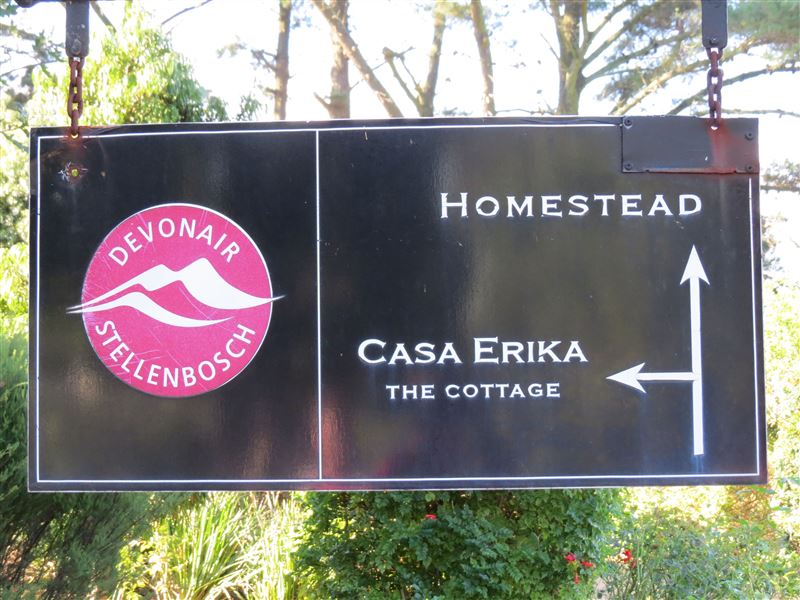 DEVONAIR
STELLENBOSCH
HOMESTEAD
CASA ERIKA
THE COTTAGE